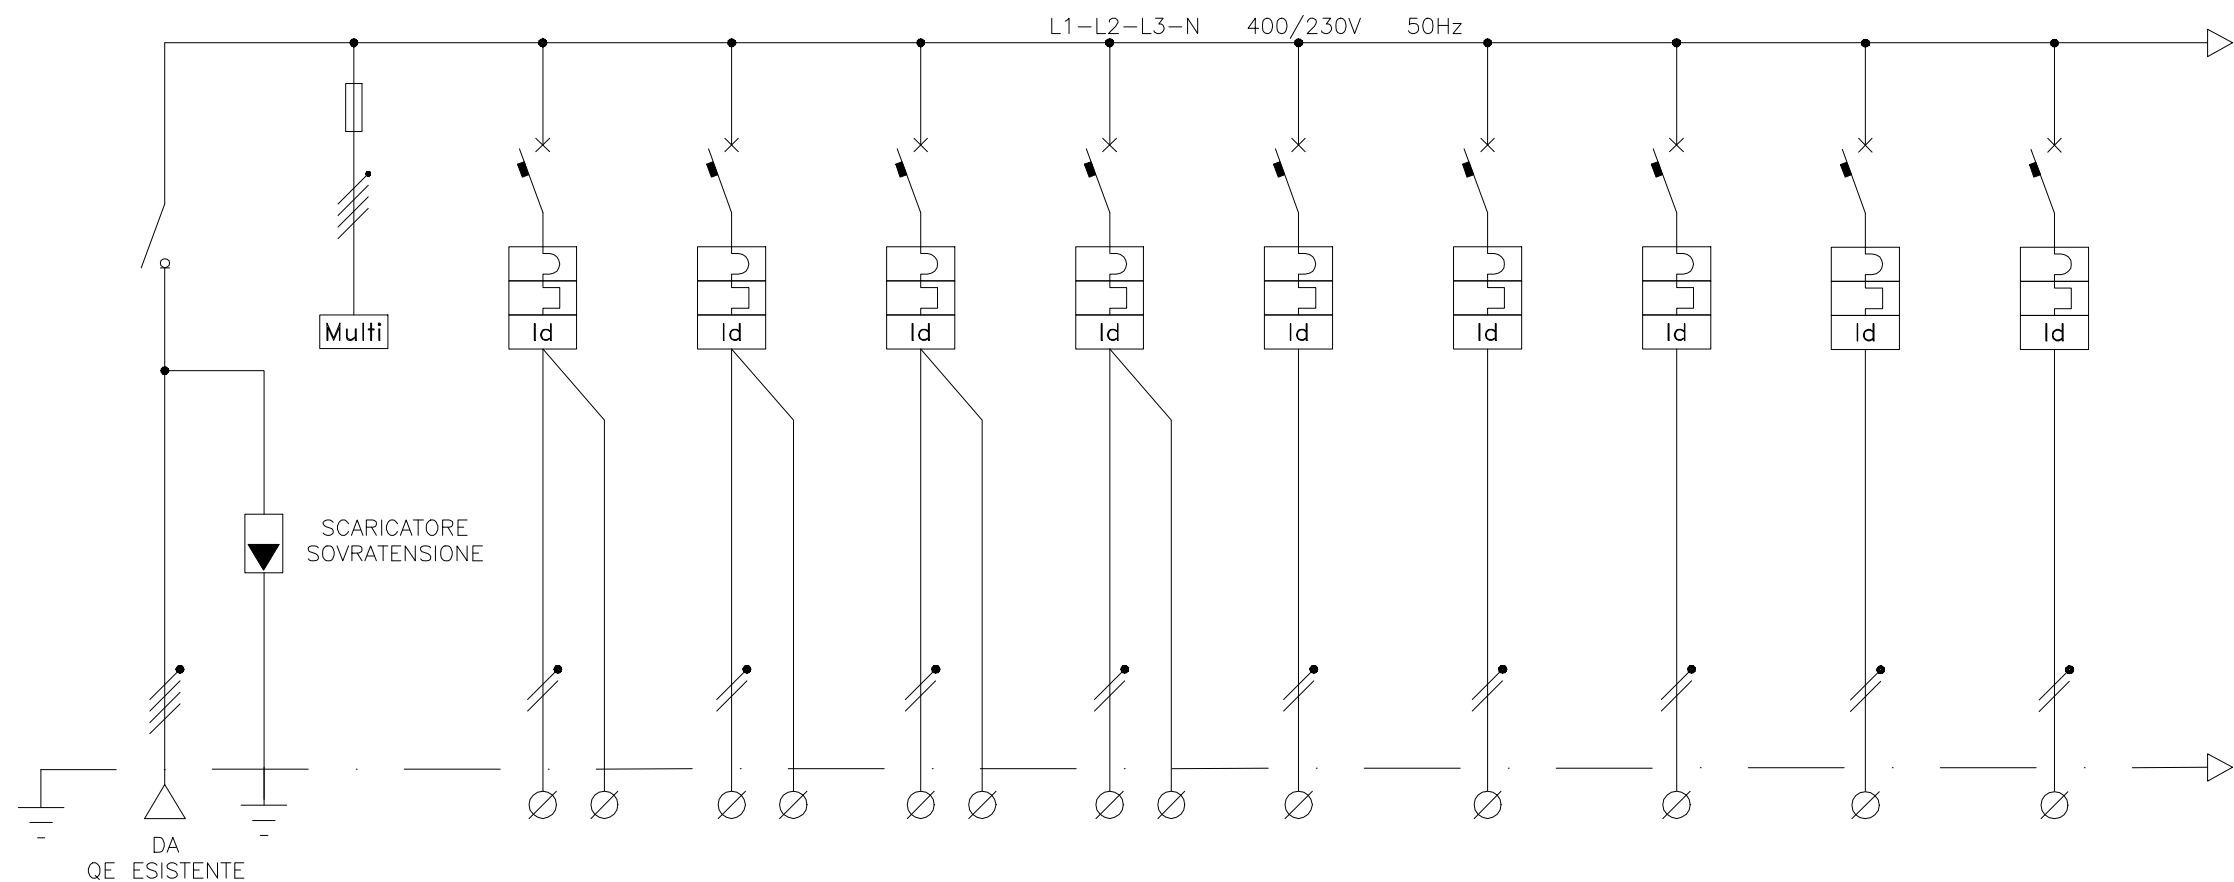 L1-L2-L3-N 400/230V 50Hz
Multi
Id
Id
Id
Id
Id
Id
Id
Id
Id
SCARICATORE
SOVRATENSIONE
DA
QE ESISTENTE